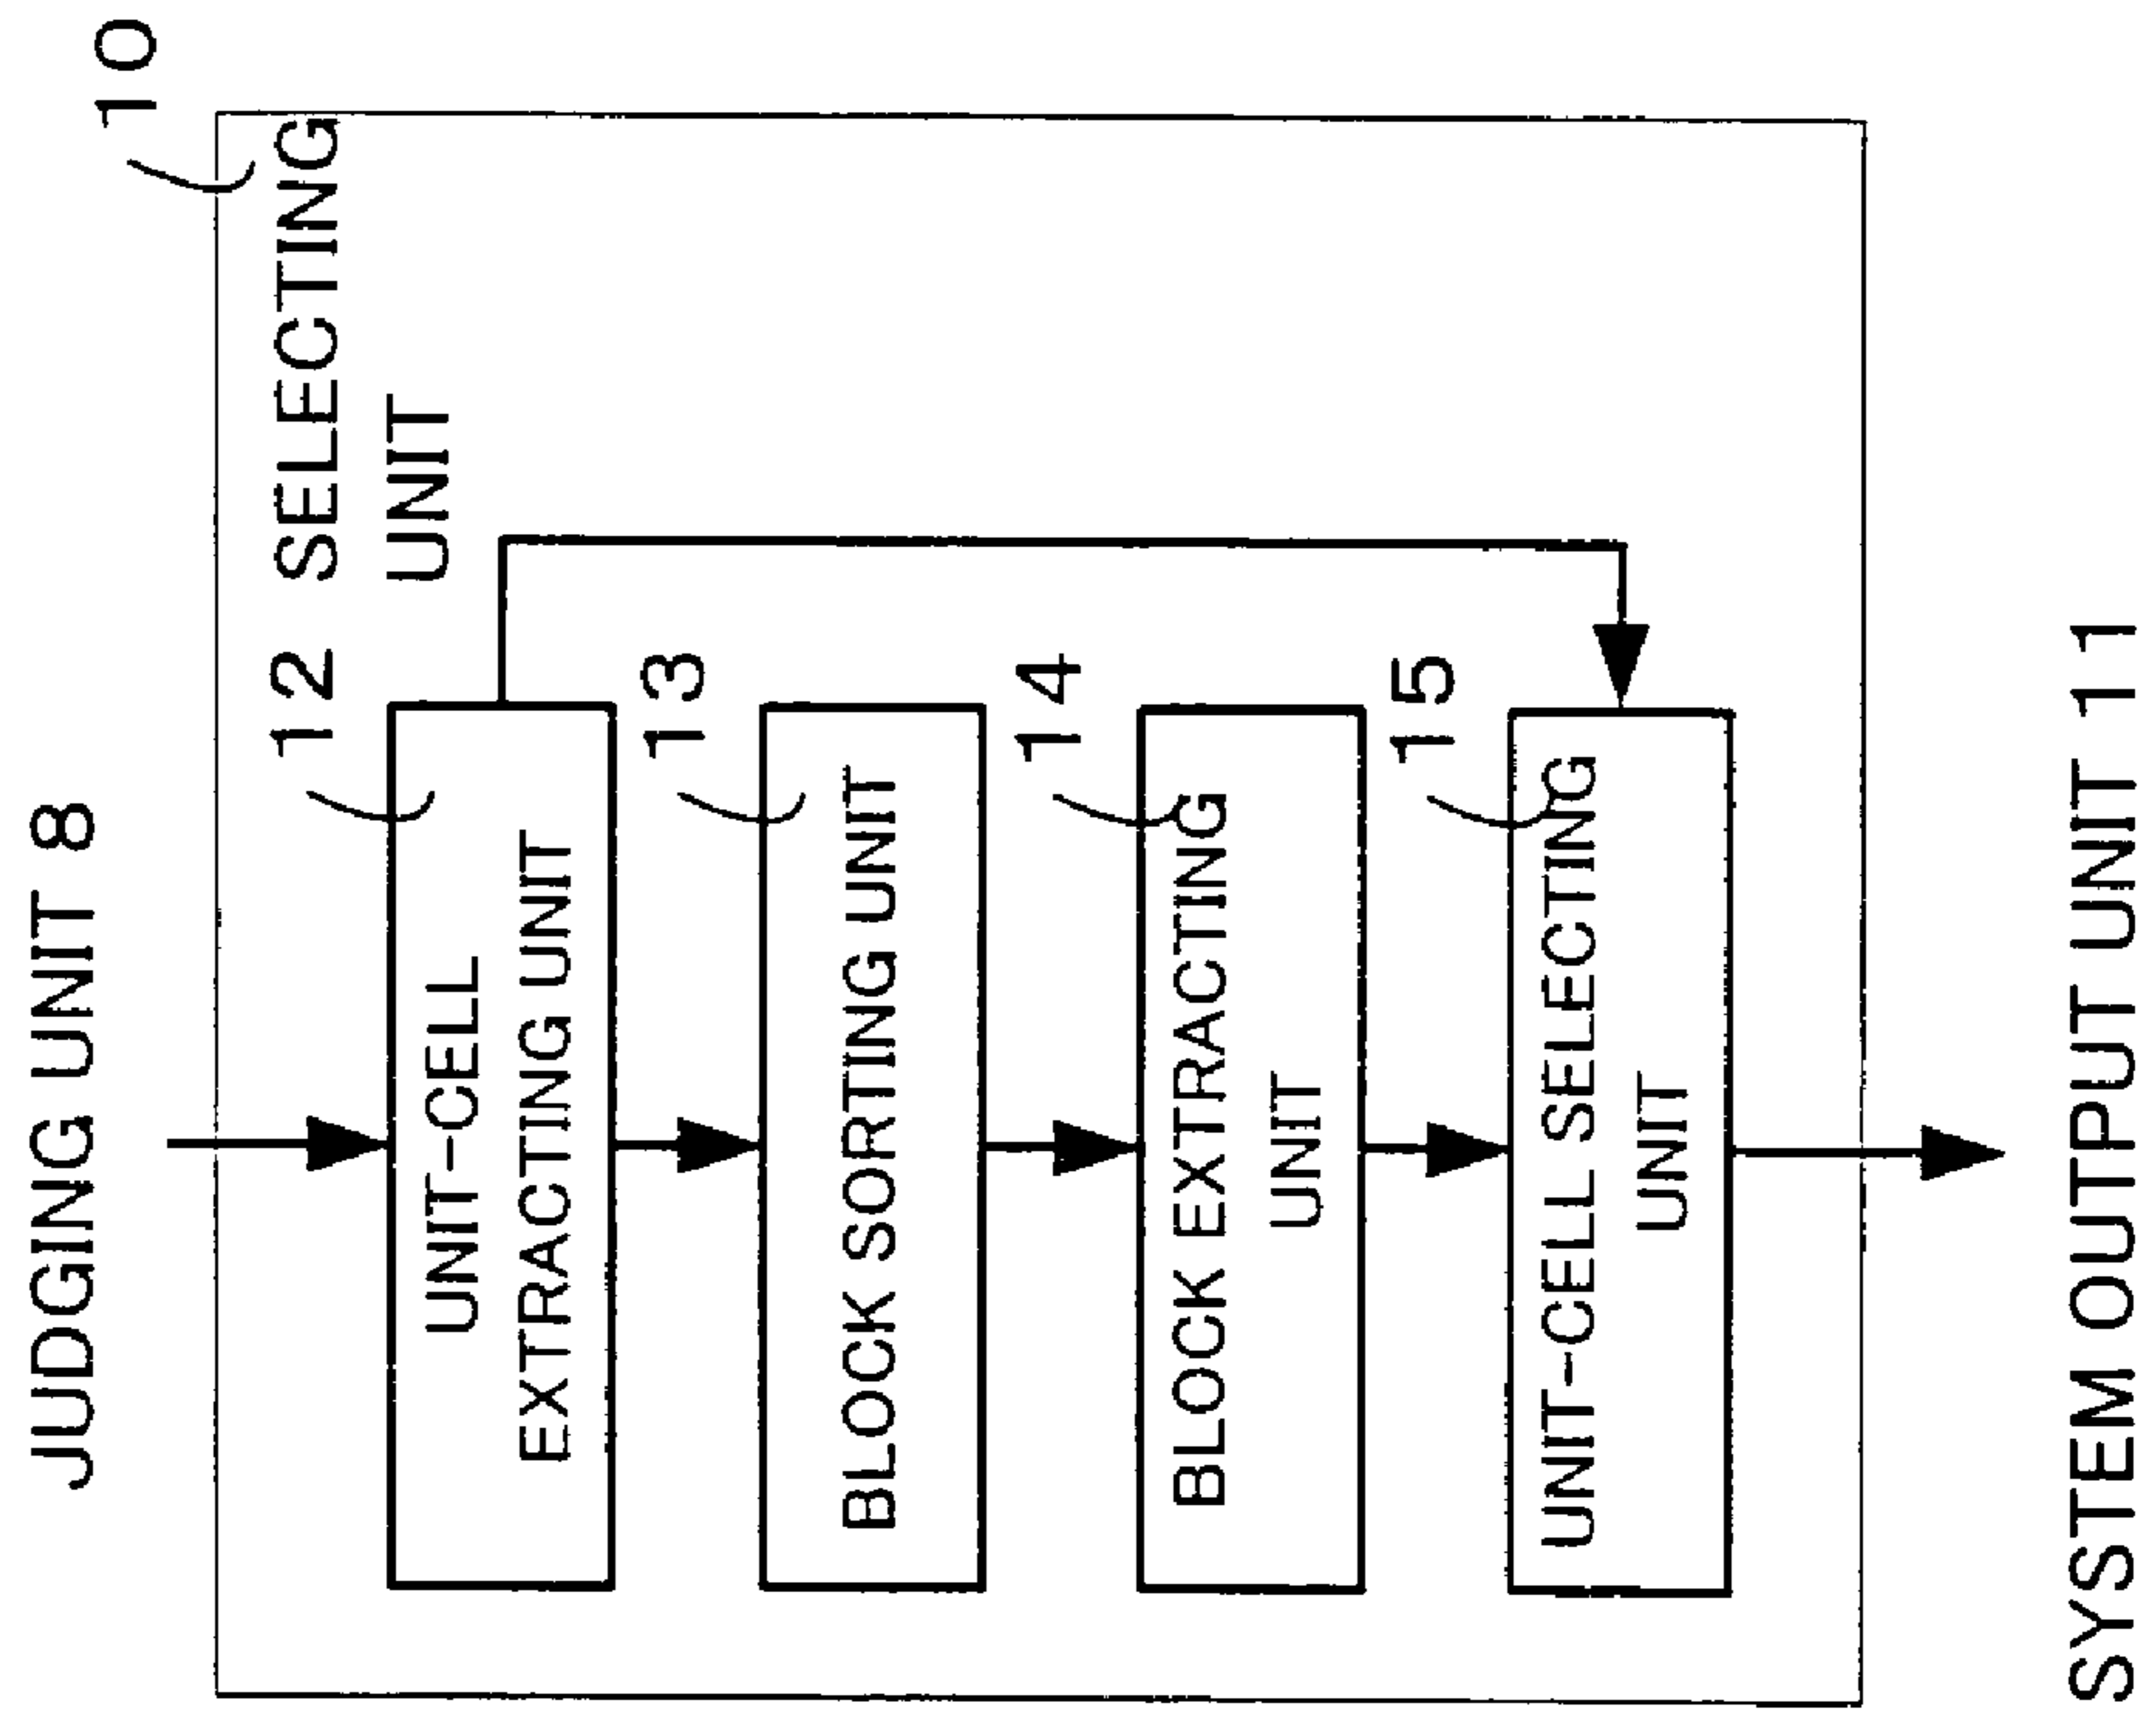 JUDGING UNIT 8
10
12
SELECTING
UNIT
UNIT-CELL
EXTRACTING UNIT
13
BLOCK SORTING UNIT
14
BLOCK EXTRACTING
UNIT
15
UNIT-CELL SELECTING
UNIT
SYSTEM OUTPUT UNIT 11